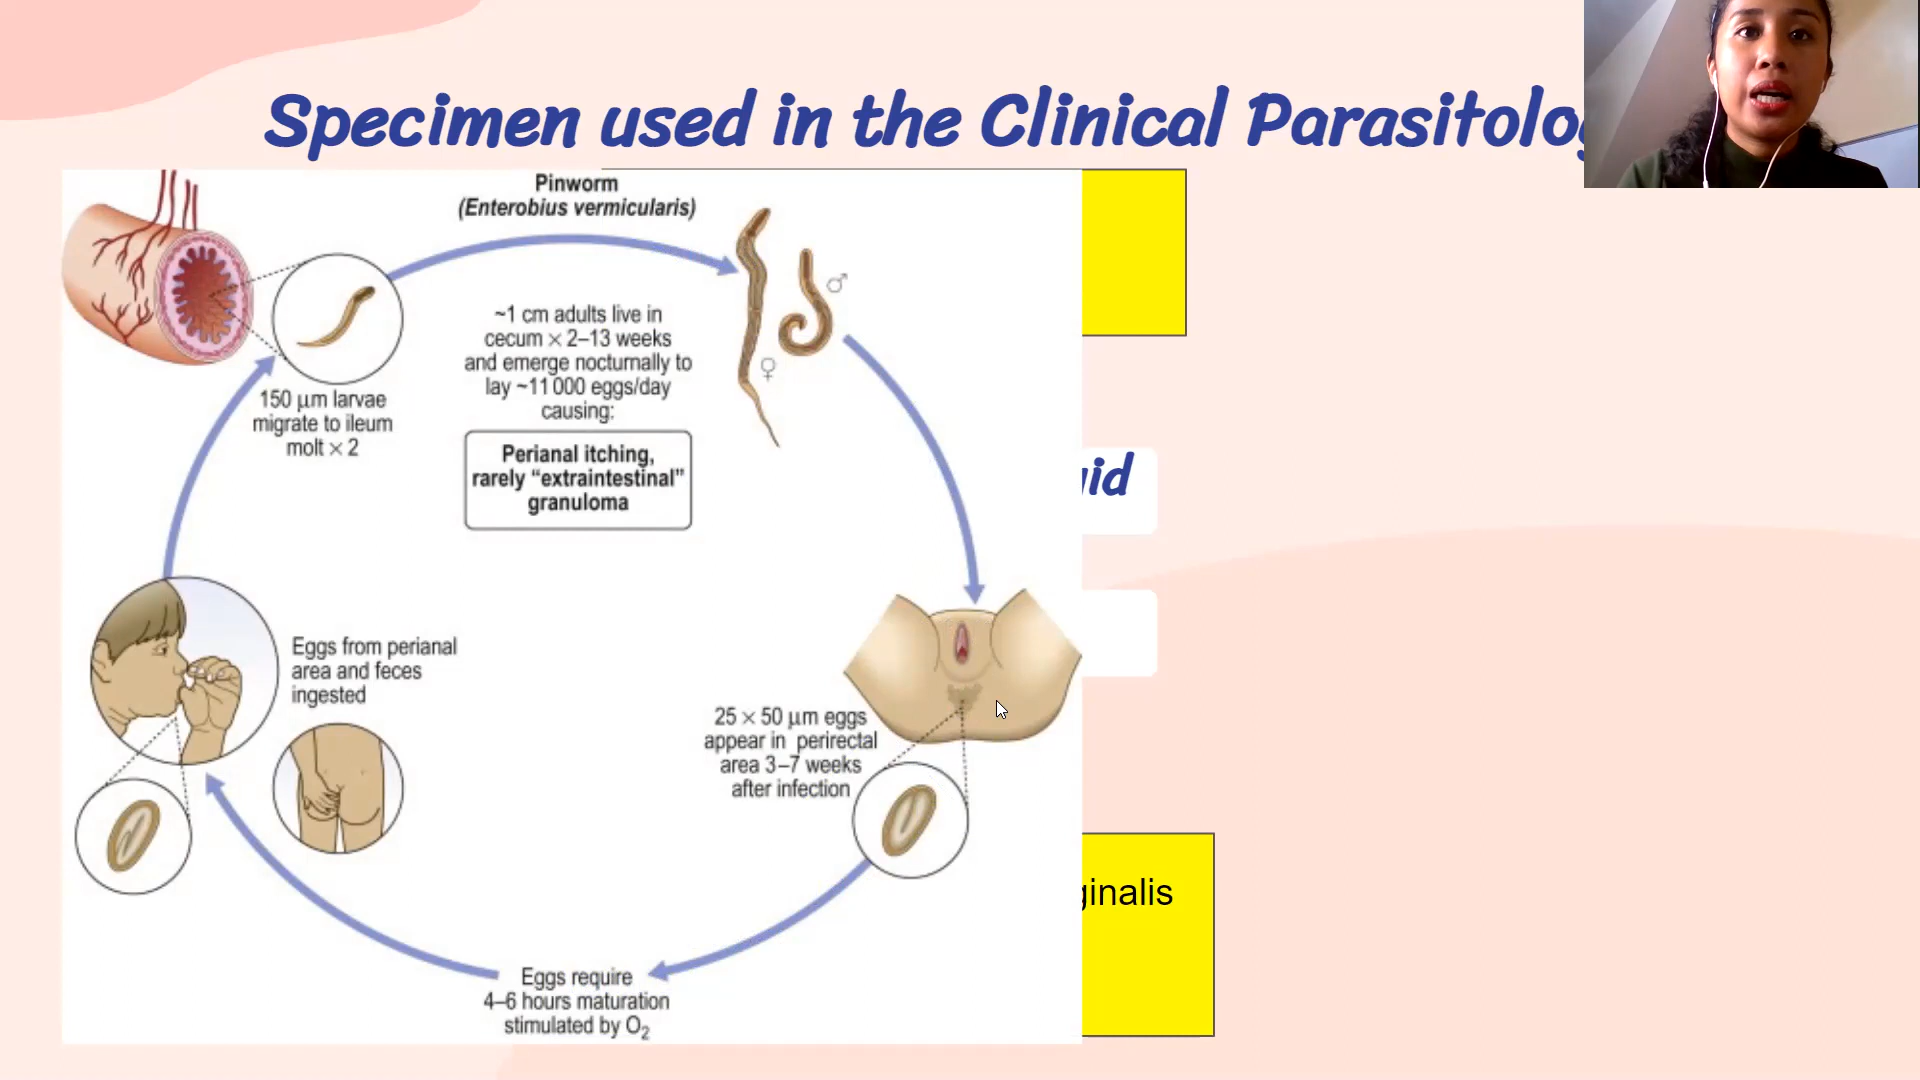 Specimen used in the Clinical
Pinworm
(Enterobius vermicularis)
♂
~1 cm adults live in
cecum × 2–13 weeks
and emerge nocturnally to
lay ~11 000 eggs/day
causing:
♀
Perianal itching,
rarely “extraintestinal”
granuloma
150 µm larvae
migrate to ileum
molt × 2
Eggs from perianal
area and feces
ingested
25 × 50 µm eggs
appear in perirectal
area 3–7 weeks
after infection
Eggs require
4–6 hours maturation
stimulated by O₂